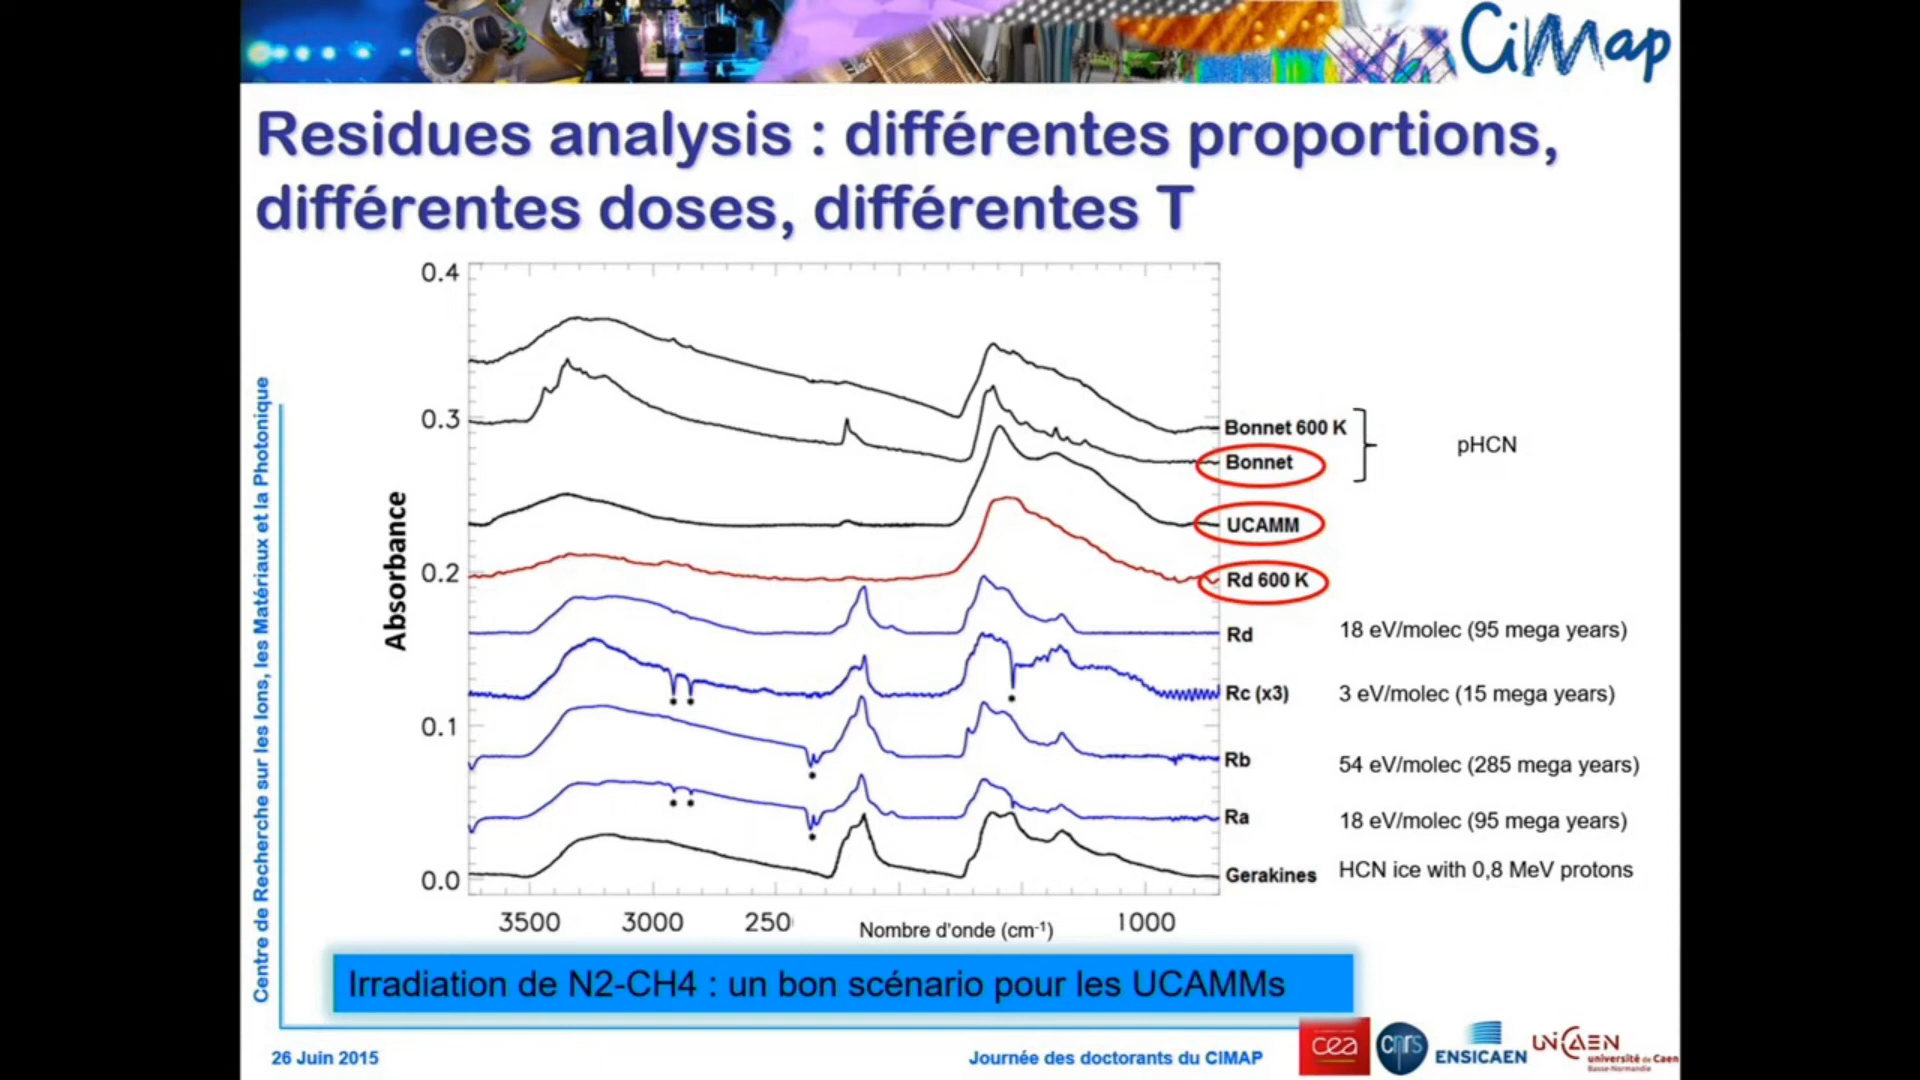 CiMap
Residues analysis : différentes proportions,
différentes doses, différentes T
Centre de Recherche sur les Ions, les Matériaux et la Photonique
Absorbance
0.4
0.3
0.2
0.1
0.0
Bonnet 600 K
Bonnet
pHCN
UCAMM
Rd 600 K
Rd
18 eV/molec (95 mega years)
Rc (x3)
3 eV/molec (15 mega years)
Rb
54 eV/molec (285 mega years)
Ra
18 eV/molec (95 mega years)
Gerakines
HCN ice with 0,8 MeV protons
3500
3000
250
Nombre d'onde (cm⁻¹)
1000
Irradiation de N2-CH4 : un bon scénario pour les UCAMMs
26 Juin 2015
Journée des doctorants du CIMAP
cea
cnrs
ENSICAEN
UNICAEN
université de Caen
Basse-Normandie